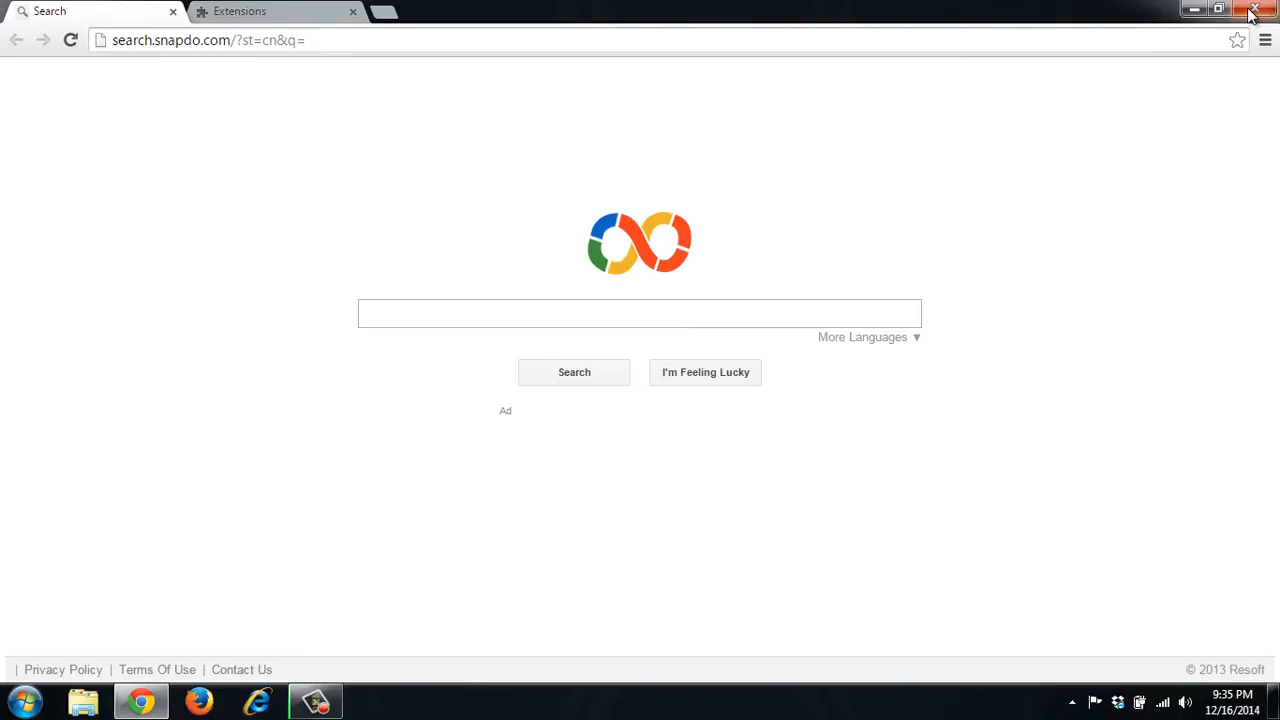 Search
Extensions
search.snapdo.com/?st=cn&q=
More Languages ▼
Search
I'm Feeling Lucky
Ad
| Privacy Policy | Terms Of Use | Contact Us
© 2013 Resoft
9:35 PM
12/16/2014